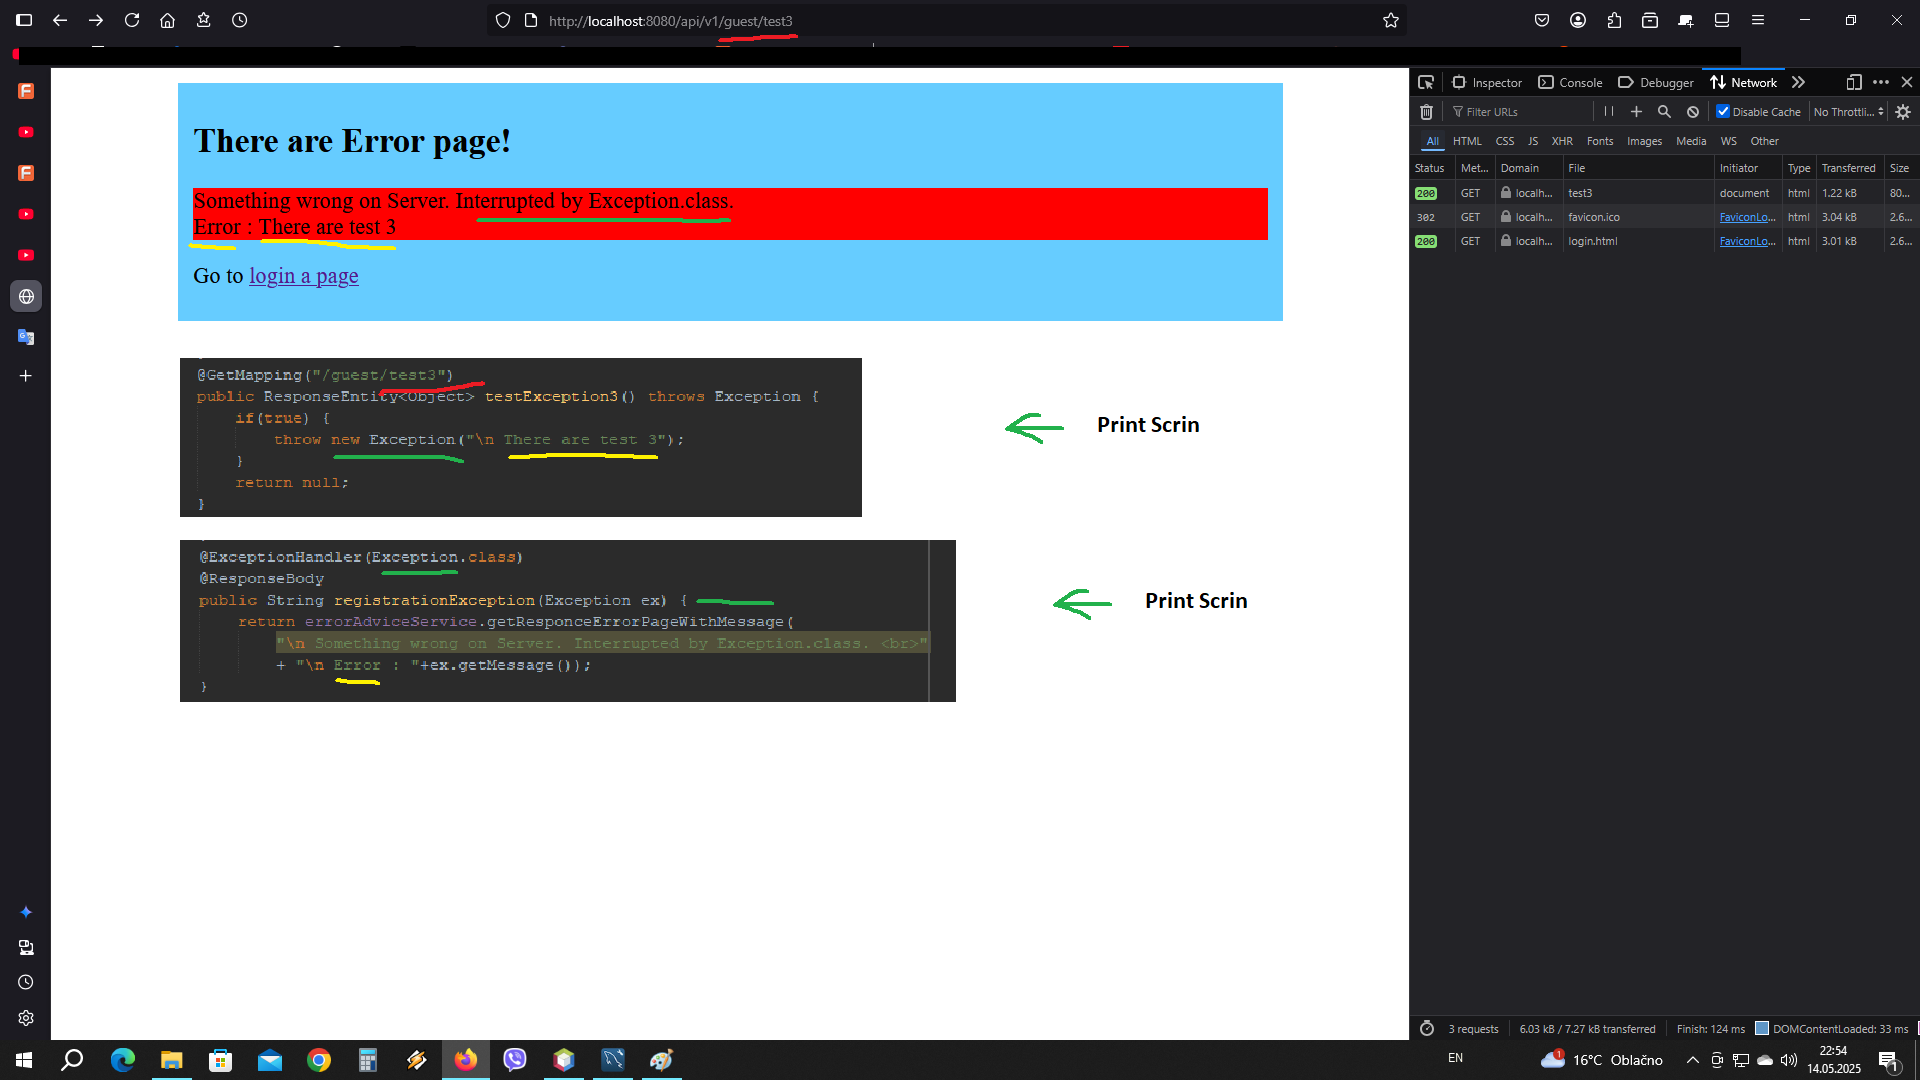 http://localhost:8080/api/v1/guest/test3
There are Error page!
Something wrong on Server. Interrupted by Exception.class.
Error : There are test 3
Go to login a page
@GetMapping("/guest/test3")
public ResponseEntity<Object> testException3() throws Exception {
if(true) {
throw new Exception("\n There are test 3");
}
return null;
}
Print Scrin
@ExceptionHandler(Exception.class)
@ResponseBody
public String registrationException(Exception ex) {
return errorAdviceService.getResponceErrorPageWithMessage(
"\n Something wrong on Server. Interrupted by Exception.class. <br>"
+ "\n Error : "+ex.getMessage());
}
Print Scrin
Inspector Console Debugger Network
Filter URLs Disable Cache No Throttli...
All HTML CSS JS XHR Fonts Images Media WS Other
Status Met... Domain File Initiator Type Transferred Size
200 GET localh... test3 document html 1.22 kB 80...
302 GET localh... favicon.ico FaviconLo... html 3.04 kB 2.6...
200 GET localh... login.html FaviconLo... html 3.01 kB 2.6...
3 requests 6.03 kB / 7.27 kB transferred Finish: 124 ms DOMContentLoaded: 33 ms
EN 1 16°C Oblačno 22:54
14.05.2025 1